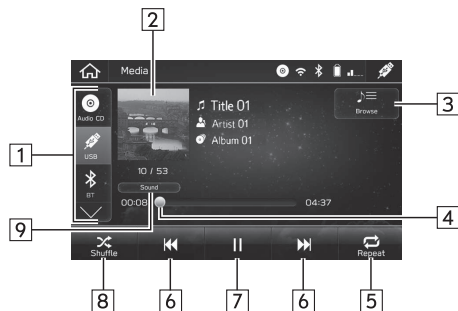 2
Media
Audio CD
USB
BT
Title 01
Artist 01
Album 01
Browse
10 / 53
Sound
00:08
04:37
Shuffle
Repeat
1
3
4
9
8
6
7
6
5